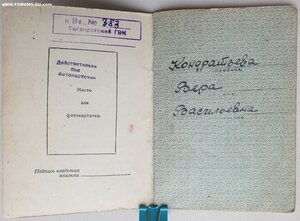 WWW.FORUMS-SU.COM
к Вх. № 383
Таганрогский ГВК
Действительно
без
фотокарточки
Место
для
фотокарточки
Подпись владельца
книжки
Кондратьева
Вера
Васильевна